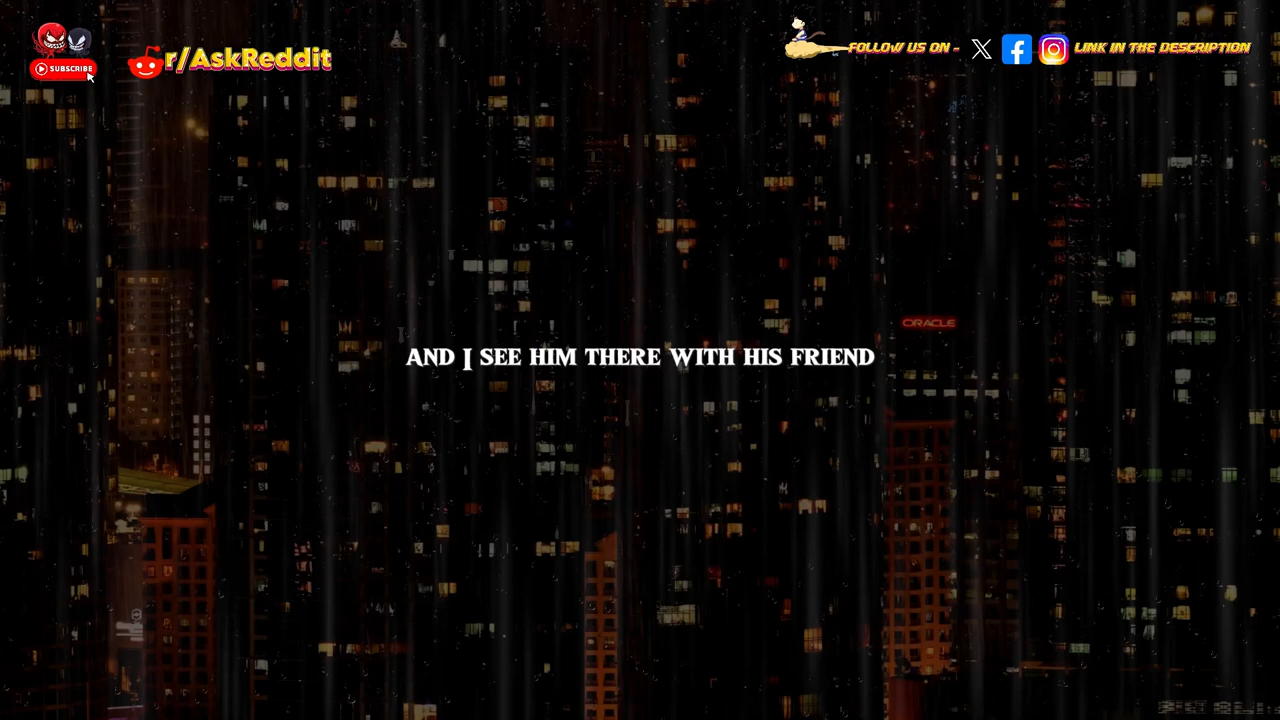 SUBSCRIBE
r/AskReddit
FOLLOW US ON -
LINK IN THE DESCRIPTION
ORACLE
AND I SEE HIM THERE WITH HIS FRIEND